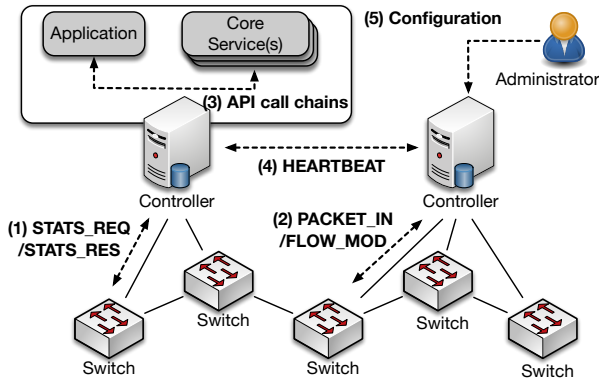 Application
Core
Service(s)
(5) Configuration
Administrator
(3) API call chains
(4) HEARTBEAT
Controller
Controller
(1) STATS_REQ
/STATS_RES
(2) PACKET_IN
/FLOW_MOD
Switch
Switch
Switch
Switch
Switch